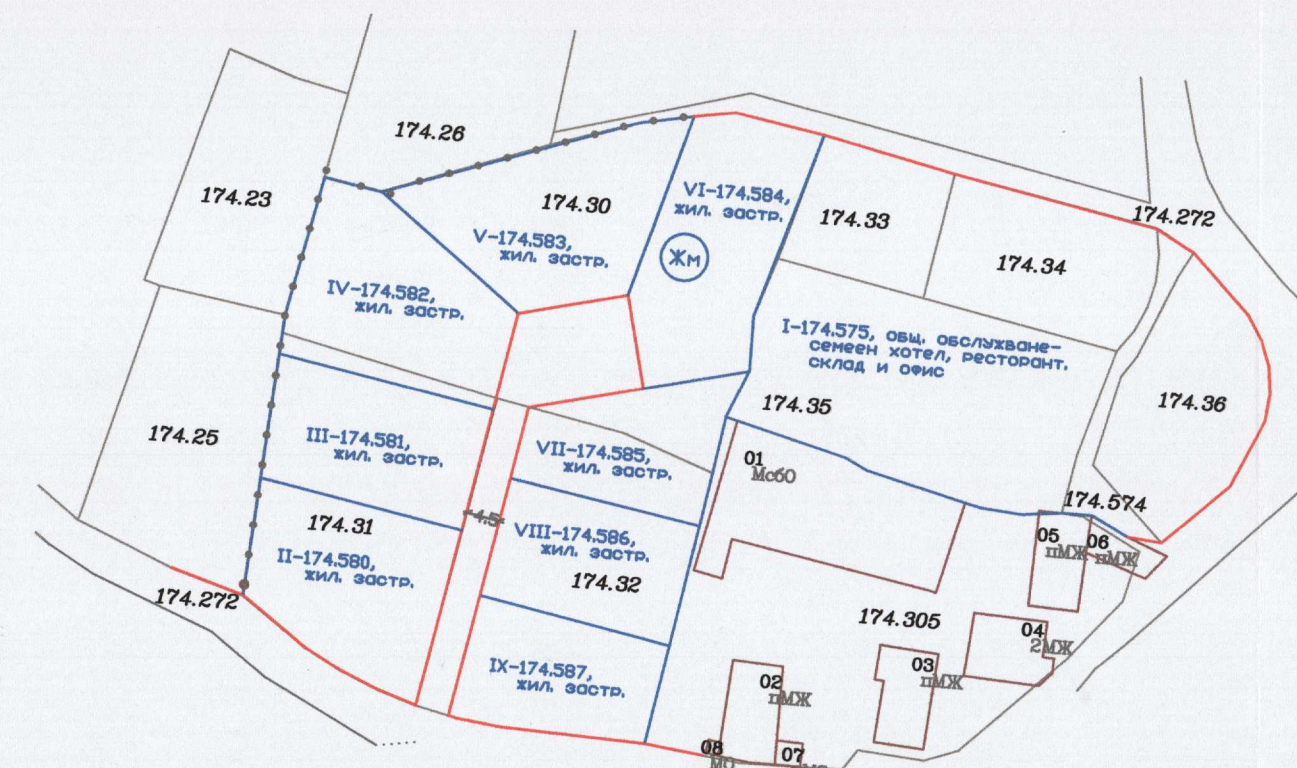 174.26
174.23
174.30
VI-174.584,
жил. застр.
174.33
174.272
V-174.583,
жил. застр.
Жм
174.34
IV-174.582,
жил. застр.
I-174.575, общ. обслужване-
семеен хотел, ресторант.
склад и офис
174.35
174.36
174.25
III-174.581,
жил. застр.
VII-174.585,
жил. застр.
01
Мс6О
174.574
4.5
174.31
VIII-174.586,
жил. застр.
05
пМЖ
06
пМЖ
II-174.580,
жил. застр.
174.32
174.272
174.305
04
2МЖ
IX-174.587,
жил. застр.
03
пМЖ
02
пМЖ
08
07